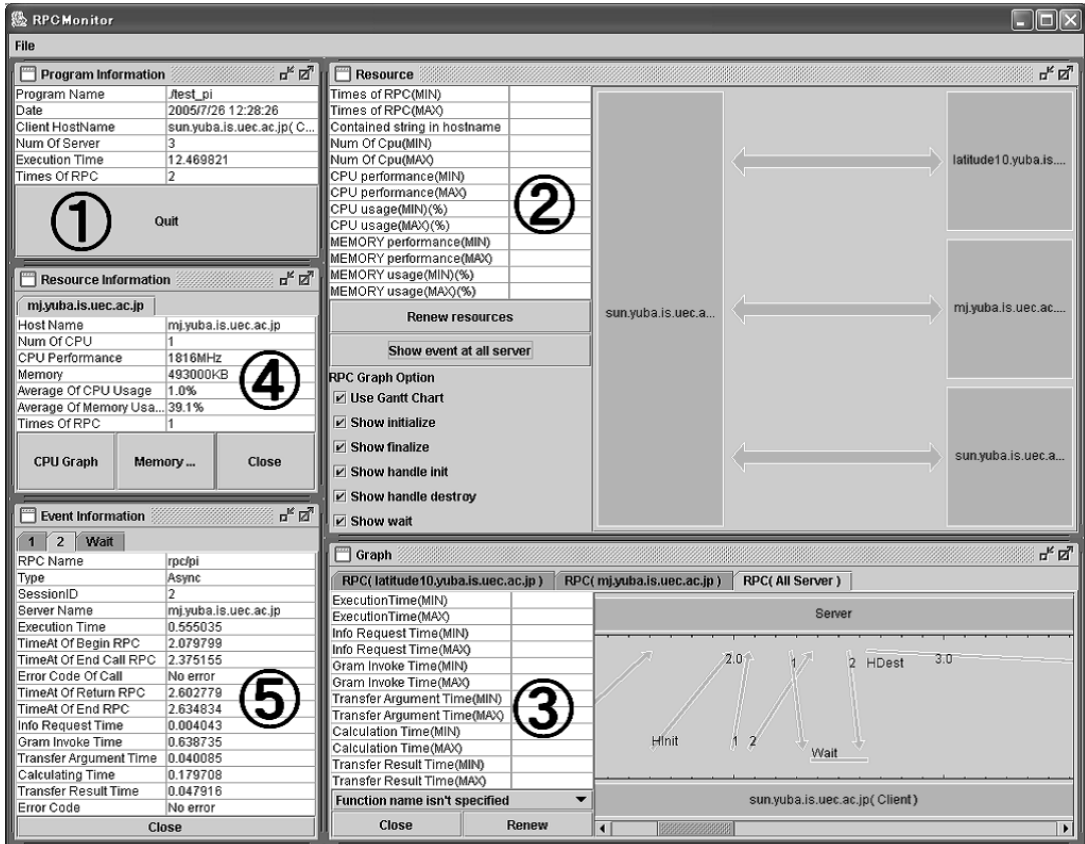 RPCMonitor
File
Program Information
Program Name ./test_pi
Date 2005/7/26 12:28:26
Client HostName sun.yuba.is.uec.ac.jp( C...
Num Of Server 3
Execution Time 12.469821
Times Of RPC 2
① Quit
Resource Information
mj.yuba.is.uec.ac.jp
Host Name mj.yuba.is.uec.ac.jp
Num Of CPU 1
CPU Performance 1816MHz
Memory 493000KB
Average Of CPU Usage 1.0%
Average Of Memory Usa... 39.1%
Times Of RPC 1
④
CPU Graph Memory ... Close
Event Information
1 2 Wait
RPC Name rpc/pi
Type Async
SessionID 2
Server Name mj.yuba.is.uec.ac.jp
Execution Time 0.555035
TimeAt Of Begin RPC 2.079799
TimeAt Of End Call RPC 2.375155
Error Code Of Call No error
TimeAt Of Return RPC 2.602779
TimeAt Of End RPC 2.634834
Info Request Time 0.004043
Gram Invoke Time 0.638735
Transfer Argument Time 0.040085
Calculating Time 0.179708
Transfer Result Time 0.047916
Error Code No error
⑤
Close
Resource
Times of RPC(MIN)
Times of RPC(MAX)
Contained string in hostname
Num Of Cpu(MIN)
Num Of Cpu(MAX)
CPU performance(MIN)
CPU performance(MAX)
CPU usage(MIN)(%)
CPU usage(MAX)(%)
MEMORY performance(MIN)
MEMORY performance(MAX)
MEMORY usage(MIN)(%)
MEMORY usage(MAX)(%)
②
Renew resources
Show event at all server
RPC Graph Option
Use Gantt Chart
Show initialize
Show finalize
Show handle init
Show handle destroy
Show wait
sun.yuba.is.uec.a...
latitude10.yuba.is....
mj.yuba.is.uec.ac....
sun.yuba.is.uec.a...
Graph
RPC( latitude10.yuba.is.uec.ac.jp ) RPC( mj.yuba.is.uec.ac.jp ) RPC( All Server )
ExecutionTime(MIN)
ExecutionTime(MAX)
Info Request Time(MIN)
Info Request Time(MAX)
Gram Invoke Time(MIN)
Gram Invoke Time(MAX)
Transfer Argument Time(MIN)
Transfer Argument Time(MAX)
Calculation Time(MIN)
Calculation Time(MAX)
Transfer Result Time(MIN)
Transfer Result Time(MAX)
③
Function name isn't specified
Close Renew
Server
2.0 1 2 HDest 3.0
HInit 1 2 Wait
sun.yuba.is.uec.ac.jp( Client )